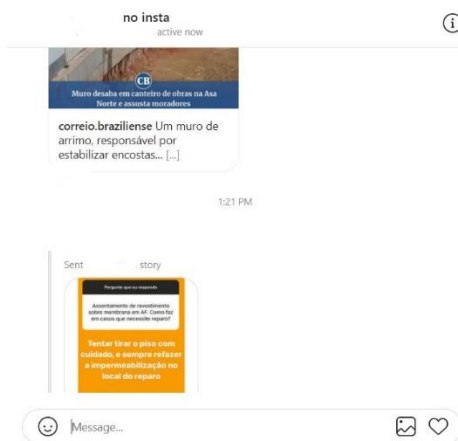 no insta
active now
CB
Muro desaba em canteiro de obras na Asa
Norte e assusta moradores
correio.braziliense Um muro de
arrimo, responsável por
estabilizar encostas... [...]
1:21 PM
Sent story
Pergunte que eu respondo
Assentamento de revestimento
sobre membrana em AF. Como faz
em casos que necessite reparo?
Tentar tirar o piso com
cuidado, e sempre refazer
a impermeabilização no
local do reparo
Message...